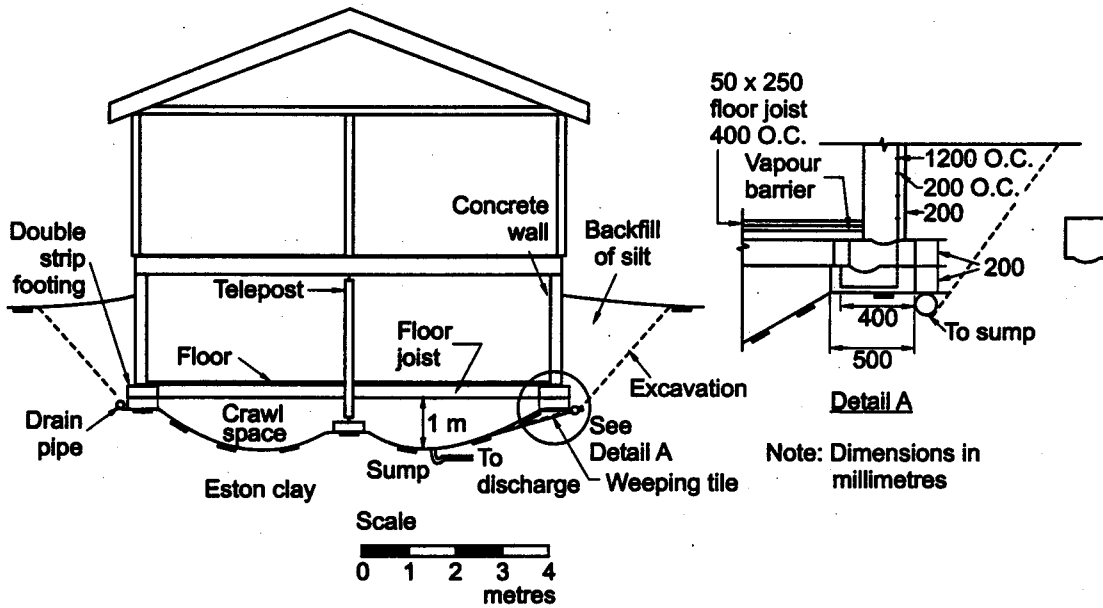 Double
strip
footing
Drain
pipe
Floor
Crawl
space
Telepost
Floor
joist
1 m
Concrete
wall
Backfill
of silt
Excavation
See
Detail A
Weeping tile
Sump
To
discharge
Eston clay
Scale
0 1 2 3 4
metres
50 x 250
floor joist
400 O.C.
Vapour
barrier
1200 O.C.
200 O.C.
200
200
400
500
To sump
Detail A
Note: Dimensions in
millimetres